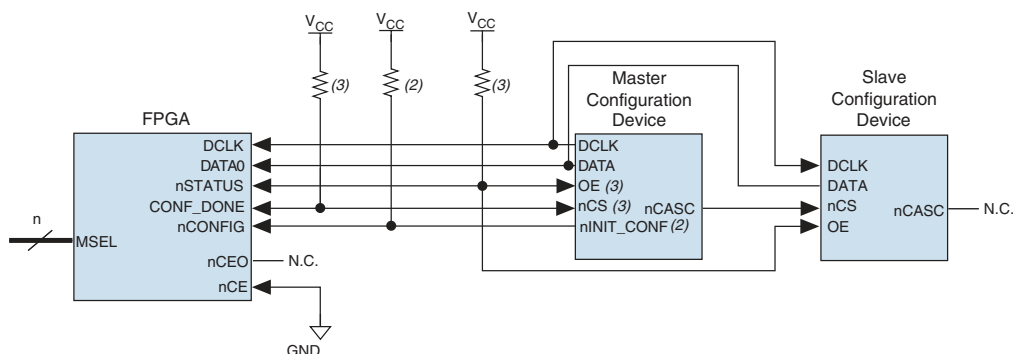 VCC VCC VCC
(3) (2) (3)
Master
Configuration
Device
Slave
Configuration
Device
FPGA
DCLK
DATA0
nSTATUS
CONF_DONE
nCONFIG
n
MSEL
nCEO N.C.
nCE
GND
DCLK
DATA
OE (3)
nCS (3) nCASC
nINIT_CONF (2)
DCLK
DATA
nCS
OE
nCASC N.C.